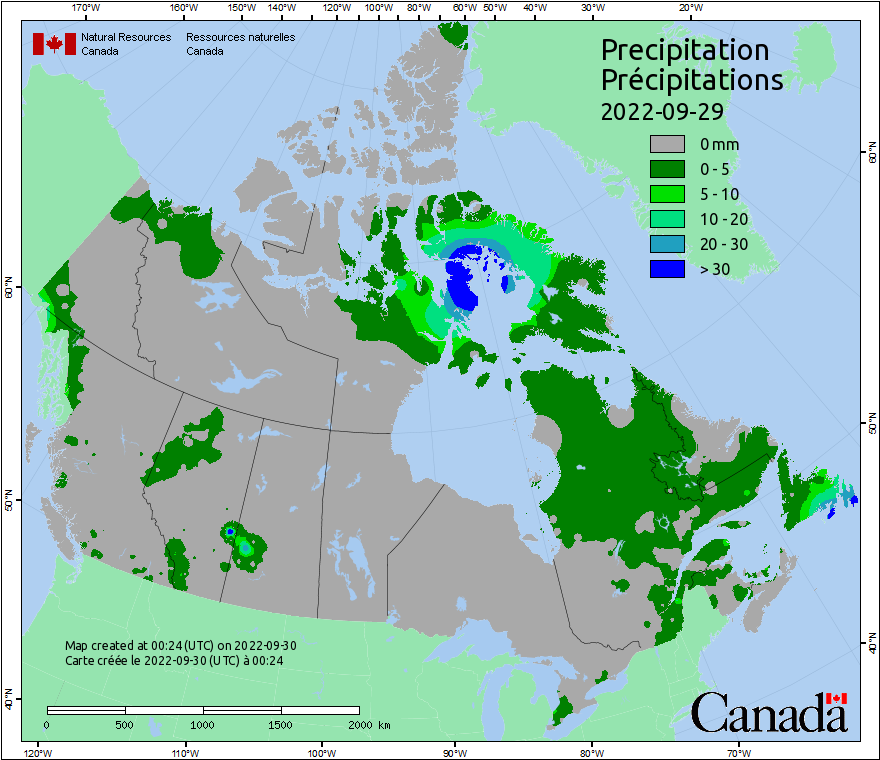 170°W 160°W 150°W 140°W 130°W 120°W 110°W 100°W 90°W 80°W 60°W 50°W 40°W 30°W 20°W
Natural Resources Ressources naturelles
Canada Canada
Precipitation
Précipitations
2022-09-29
0 mm
0 - 5
5 - 10
10 - 20
20 - 30
> 30
60°N
60°N
50°N
50°N
40°N
40°N
Map created at 00:24 (UTC) on 2022-09-30
Carte créée le 2022-09-30 (UTC) à 00:24
0 500 1000 1500 2000 km
Canada
120°W 110°W 100°W 90°W 80°W 70°W